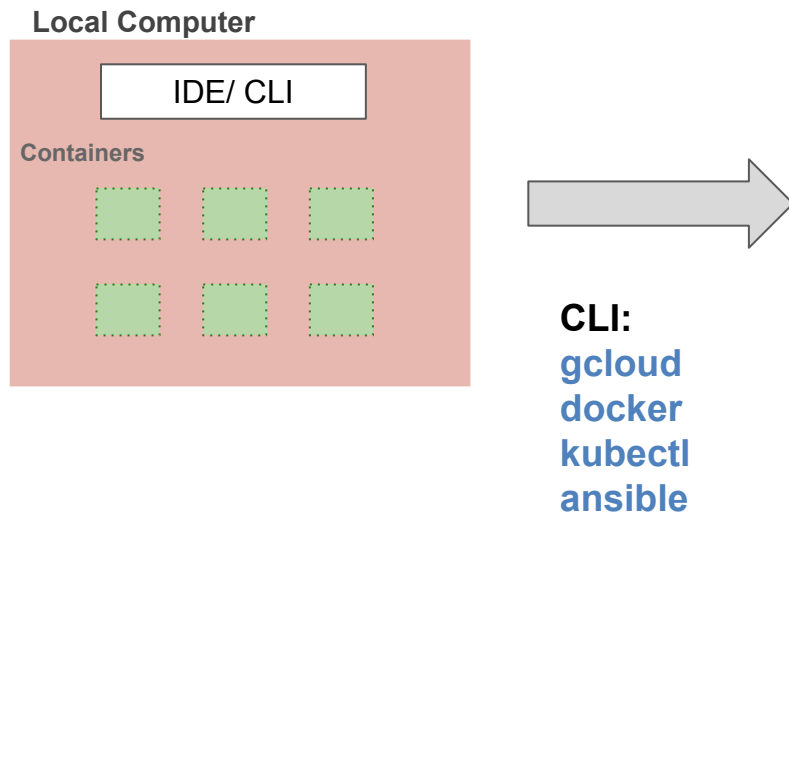 Local Computer
IDE/ CLI
Containers
CLI:
gcloud
docker
kubectl
ansible